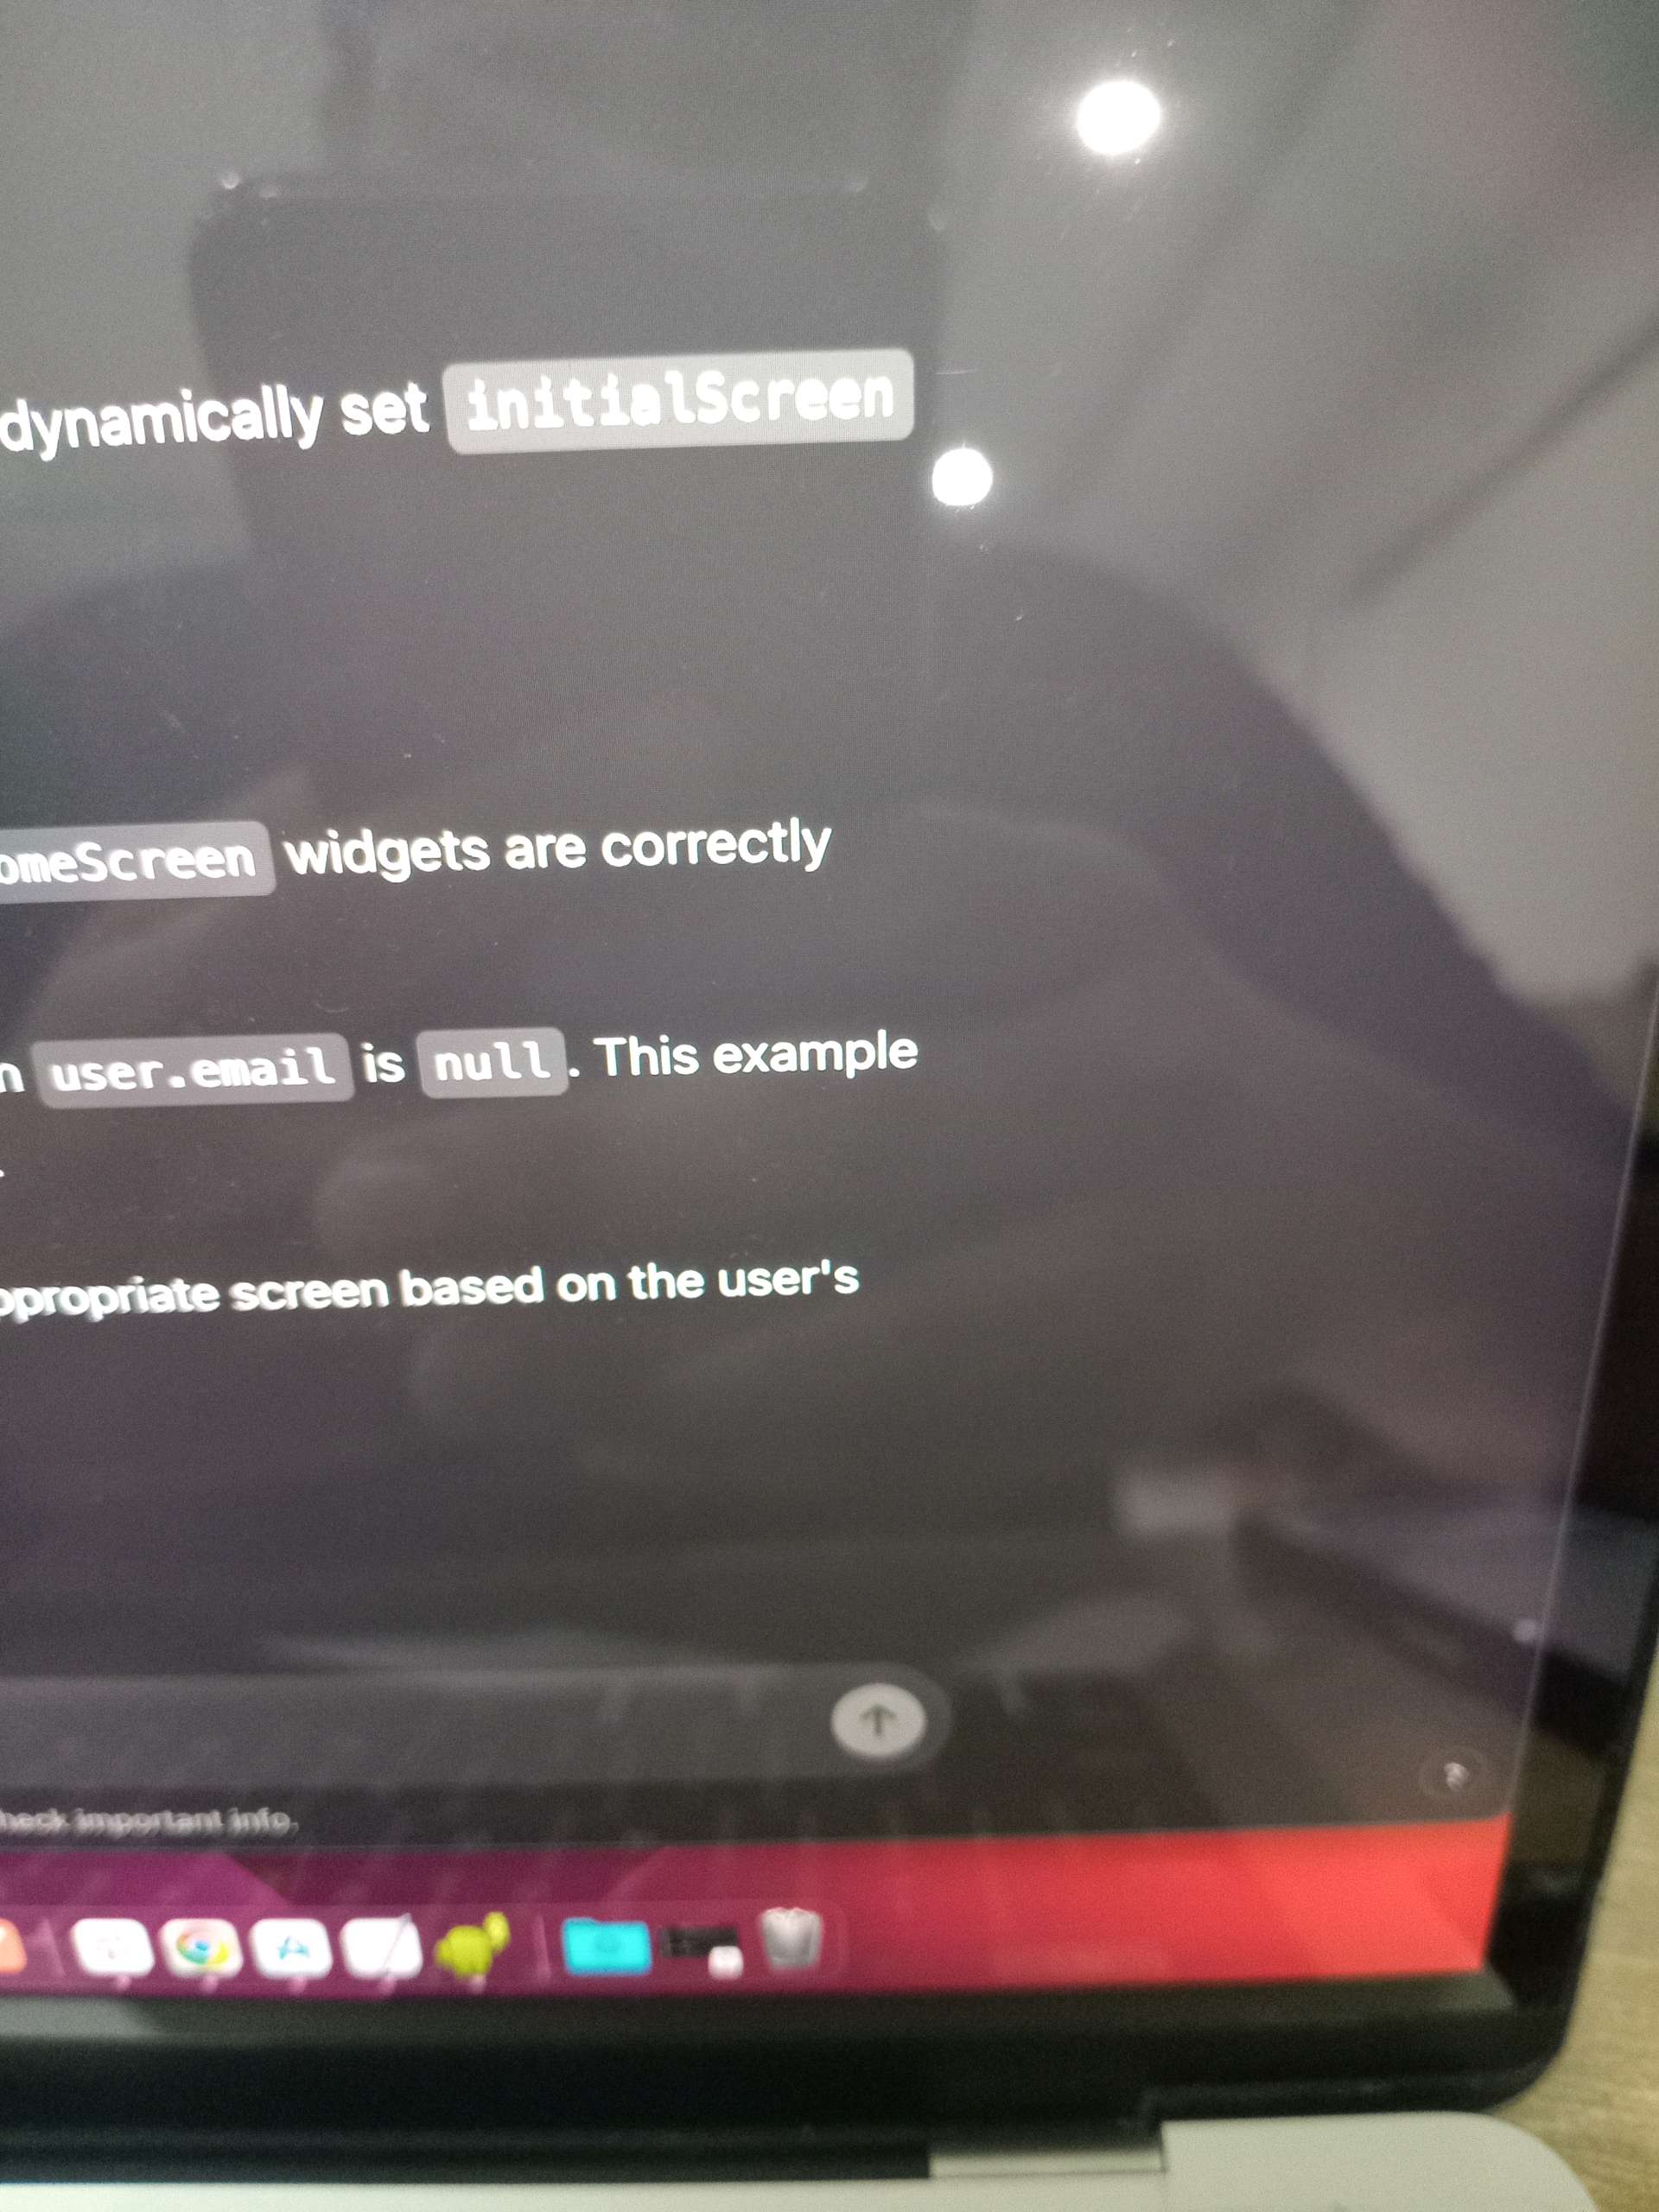 dynamically set initialScreen
omeScreen widgets are correctly
n user.email is null. This example
.
ppropriate screen based on the user's
heck important info.
?